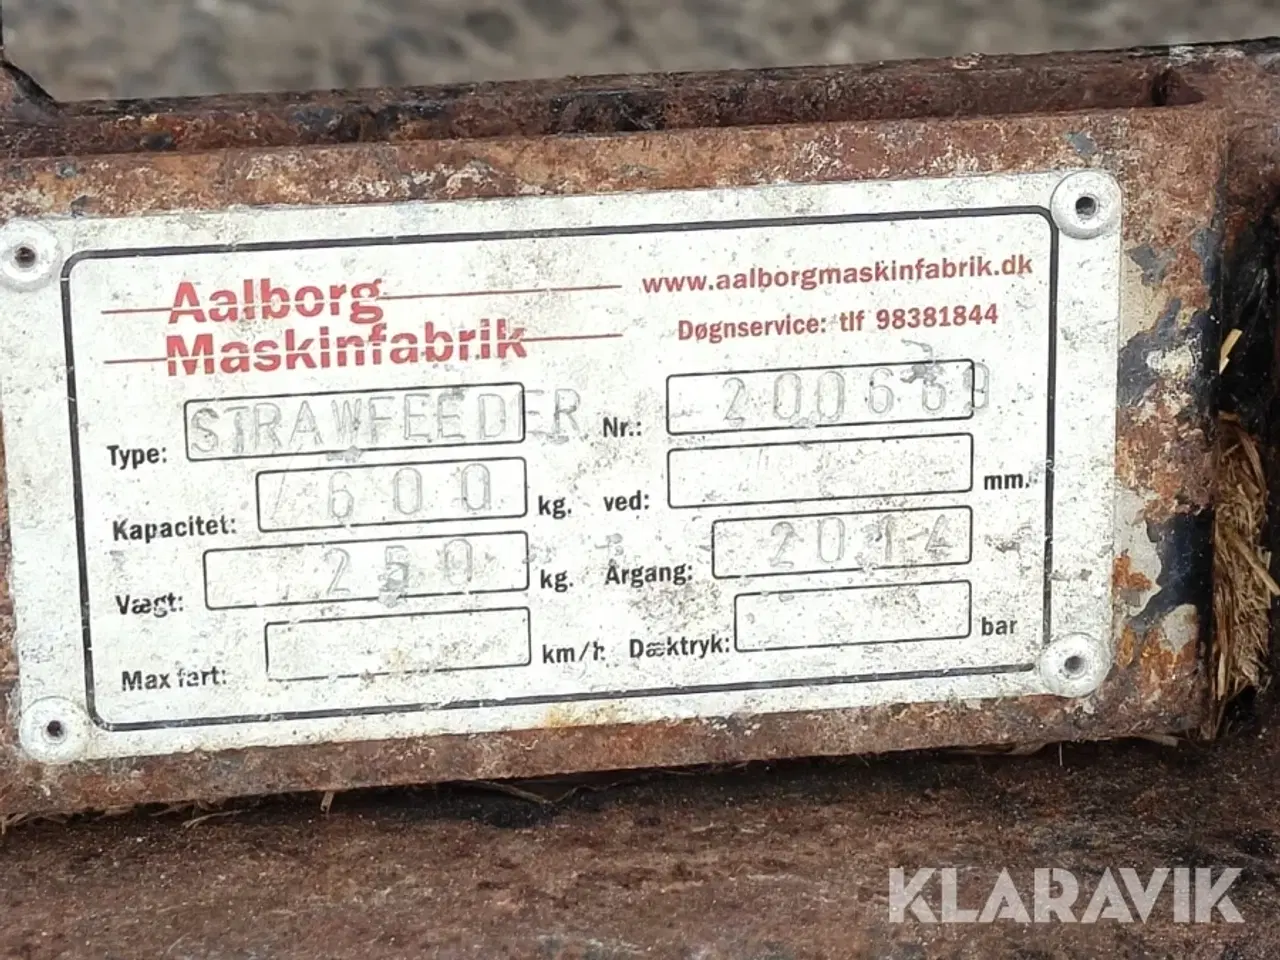 Aalborg
Maskinfabrik
www.aalborgmaskinfabrik.dk
Døgnservice: tlf 98381844
Type: STRAWFEEDER Nr.: 200669
Kapacitet: 600 kg. ved: mm.
Vægt: 250 kg. Årgang: 2014
Max fart: km/h Dæktryk: bar
KLARAVIK